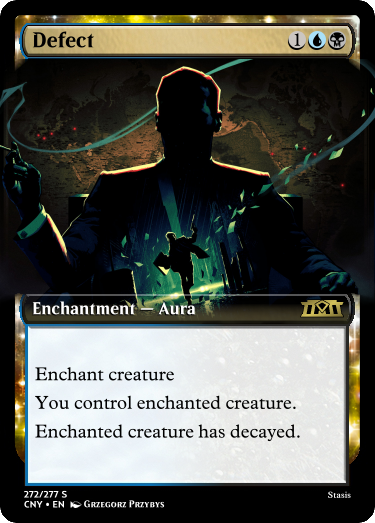 Defect 1
Enchantment — Aura
Enchant creature
You control enchanted creature.
Enchanted creature has decayed.
272/277 S
Stasis
CNY • EN Grzegorz Przybys